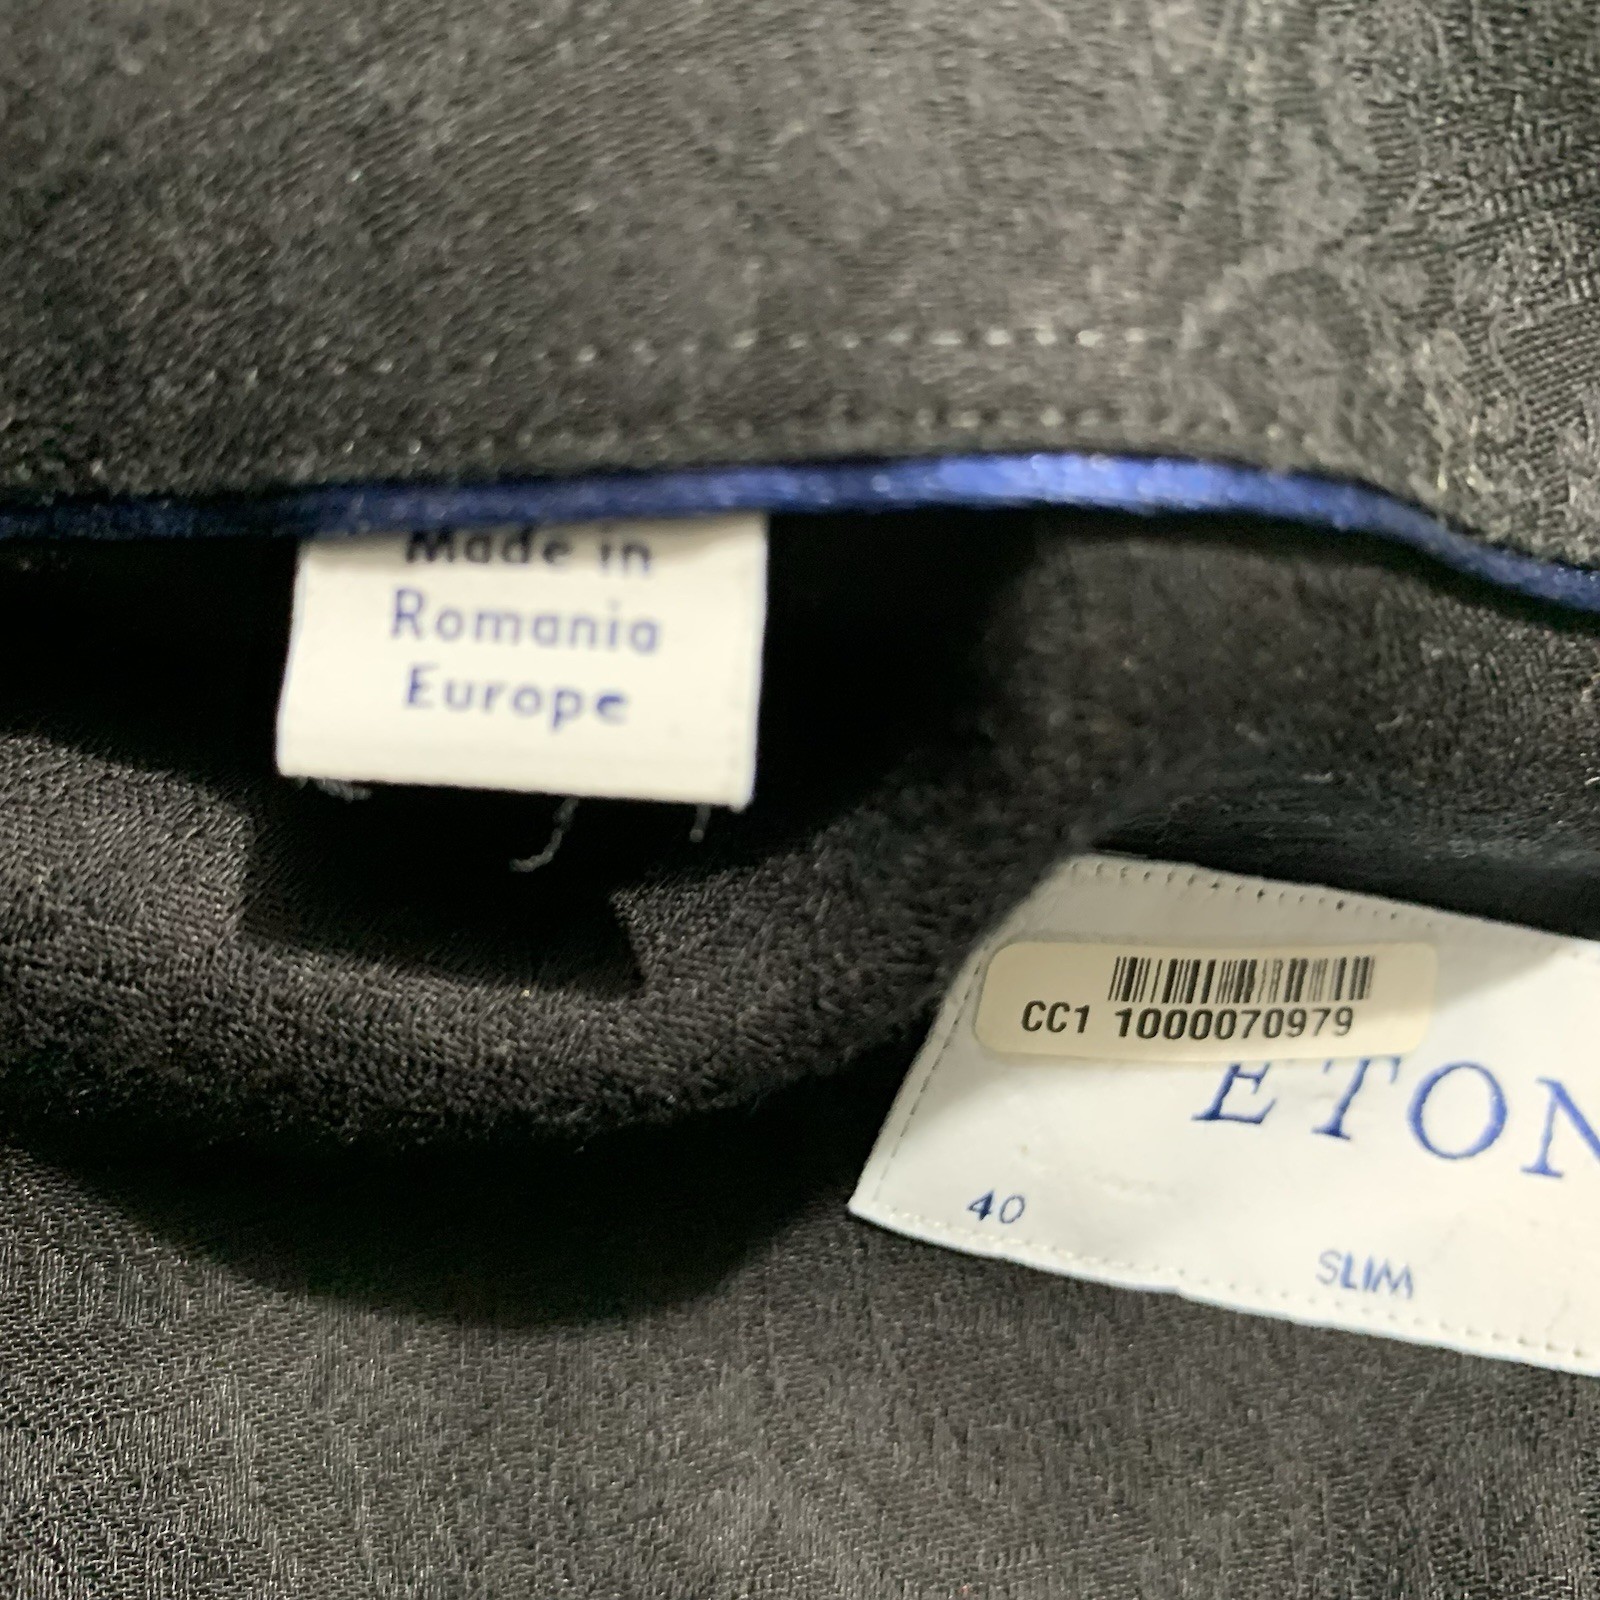 Made in
Romania
Europe
CC1 1000070979
ETON
40
SLIM